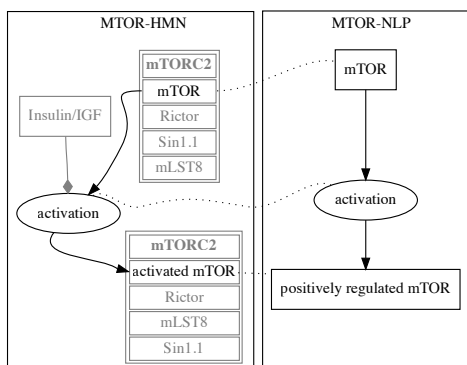 MTOR-HMN
mTORC2
mTOR
Rictor
Sin1.1
mLST8
Insulin/IGF
activation
mTORC2
activated mTOR
Rictor
mLST8
Sin1.1
MTOR-NLP
mTOR
activation
positively regulated mTOR